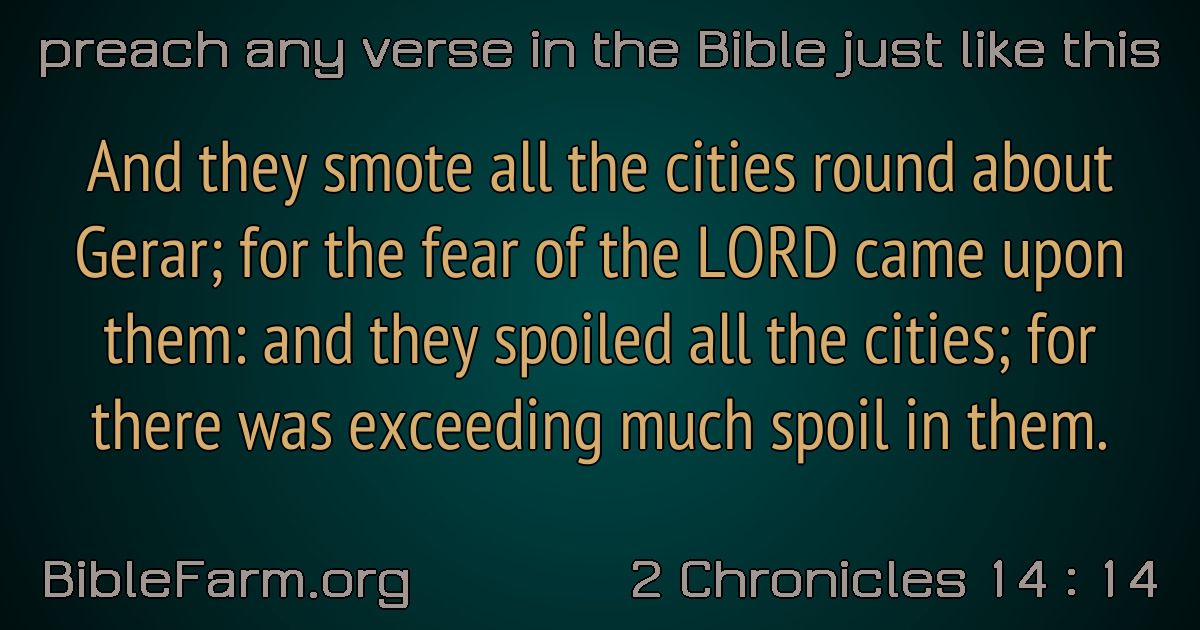 preach any verse in the Bible just like this
And they smote all the cities round about
Gerar; for the fear of the LORD came upon
them: and they spoiled all the cities; for
there was exceeding much spoil in them.
BibleFarm.org
2 Chronicles 14 : 14